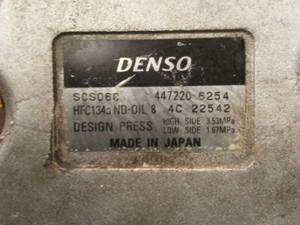 DENSO
SCS06C 447220-6254
HFC134a ND-OIL 8 4C 22542
DESIGN PRESS HIGH SIDE 3.53MPa
LOW SIDE 1.67MPa
MADE IN JAPAN